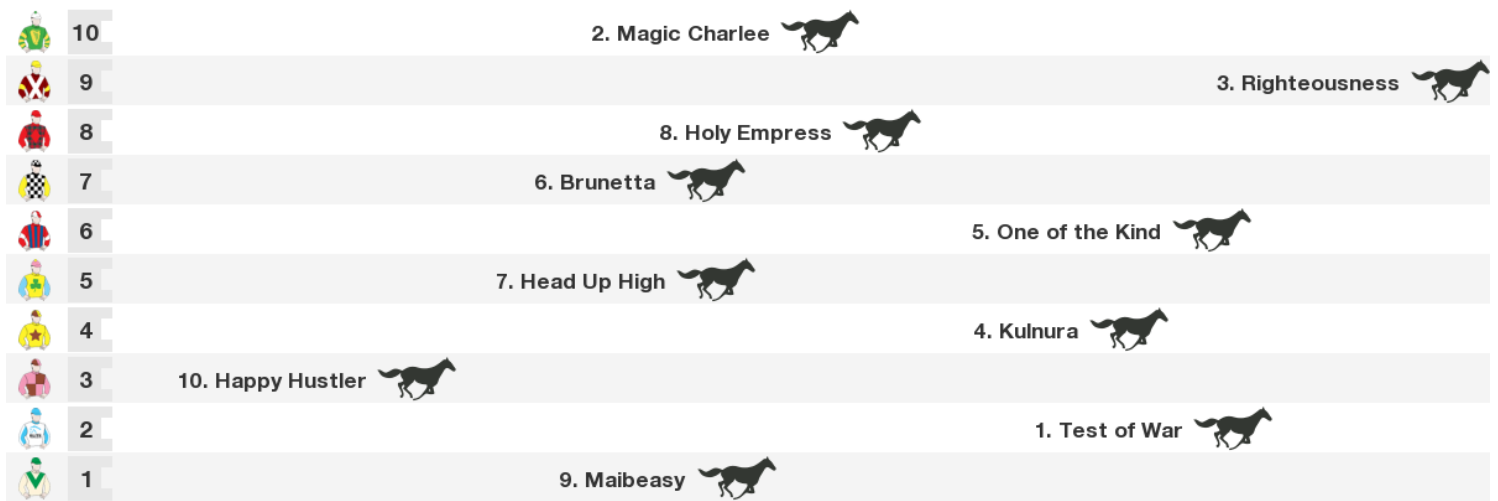 10 2. Magic Charlee
9 3. Righteousness
8 8. Holy Empress
7 6. Brunetta
6 5. One of the Kind
5 7. Head Up High
4 4. Kulnura
3 10. Happy Hustler
2 1. Test of War
1 9. Maibeasy